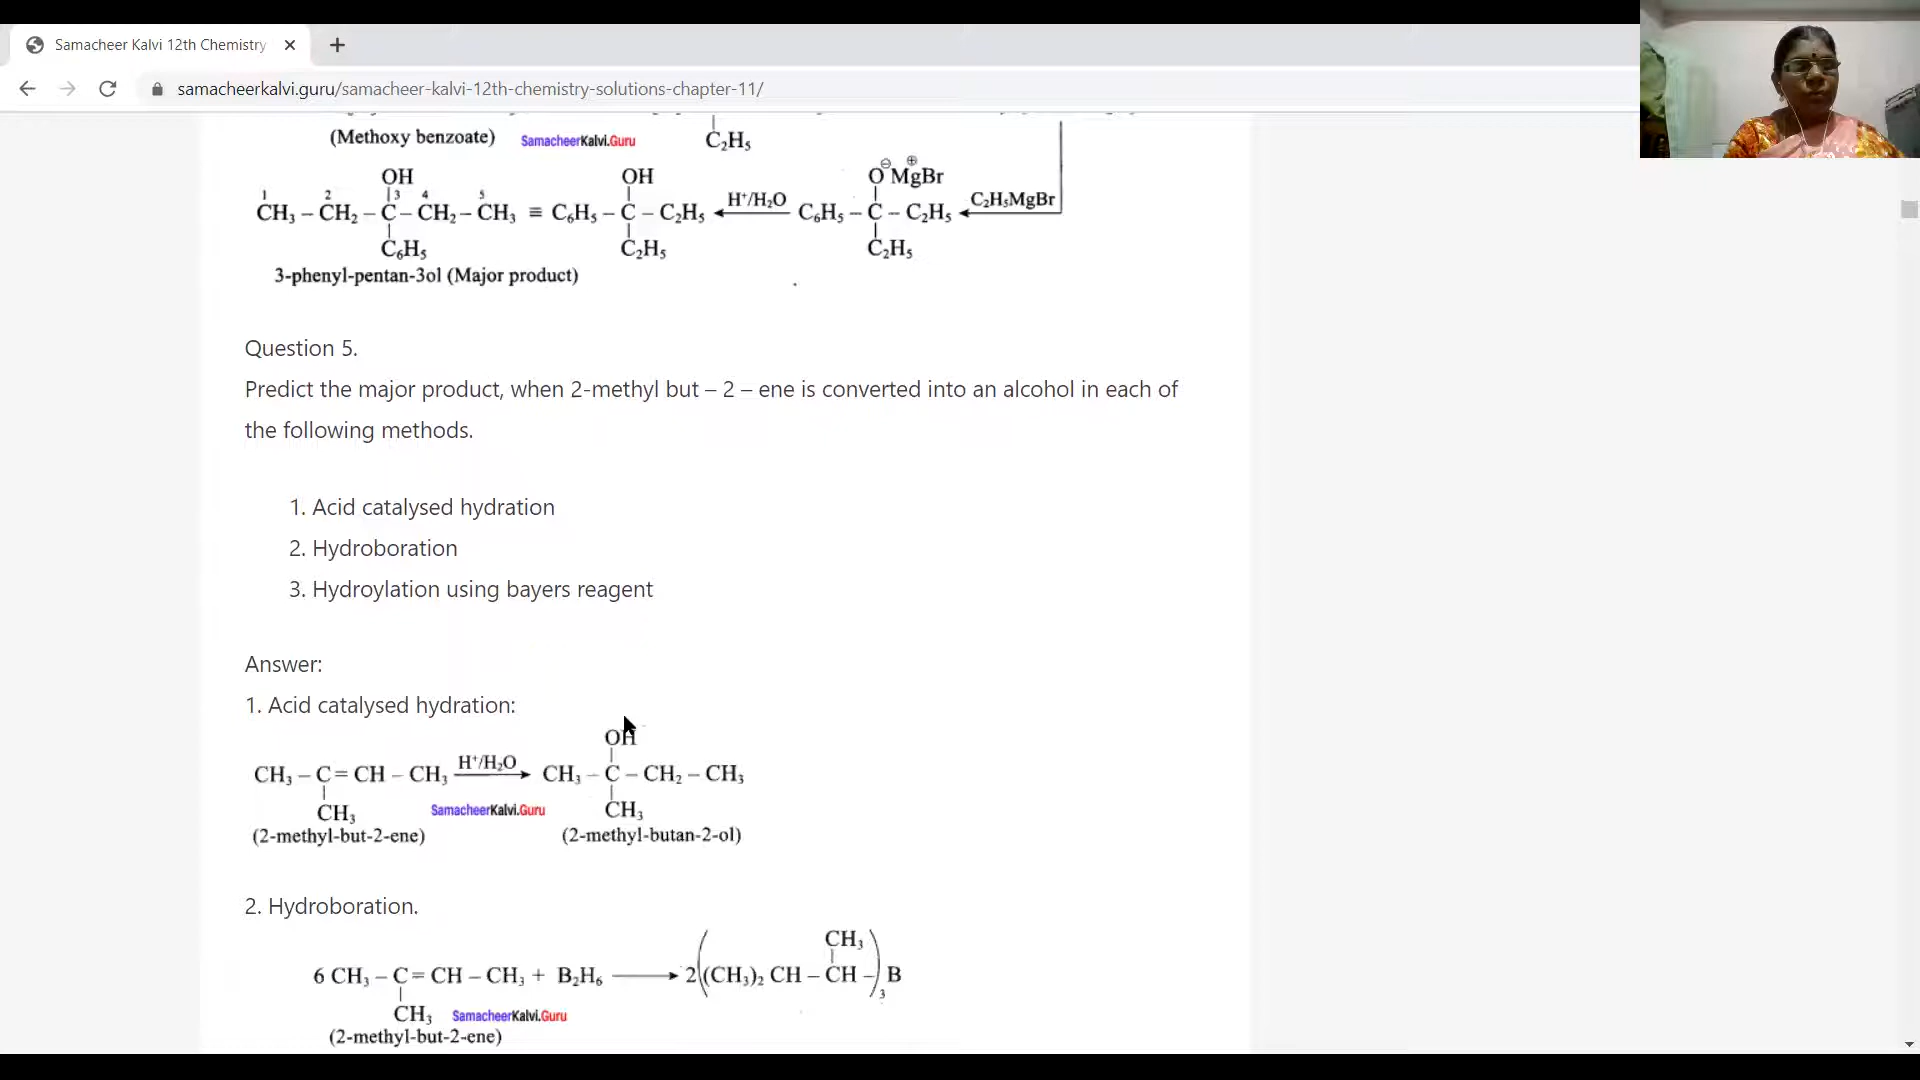 Samacheer Kalvi 12th Chemistry
samacheerkalvi.guru/samacheer-kalvi-12th-chemistry-solutions-chapter-11/
(Methoxy benzoate) SamacheerKalvi.Guru C₂H₅
OH OH O⊖ ⊕MgBr
1 2 3 4 5
CH₃ – CH₂ – C – CH₂ – CH₃ ≡ C₆H₅ – C – C₂H₅ H⁺/H₂O C₆H₅ – C – C₂H₅ C₂H₅MgBr
C₆H₅ C₂H₅ C₂H₅
3-phenyl-pentan-3ol (Major product)
Question 5.
Predict the major product, when 2-methyl but – 2 – ene is converted into an alcohol in each of
the following methods.
1. Acid catalysed hydration
2. Hydroboration
3. Hydroylation using bayers reagent
Answer:
1. Acid catalysed hydration:
OH
CH₃ – C = CH – CH₃ H⁺/H₂O CH₃ – C – CH₂ – CH₃
CH₃ SamacheerKalvi.Guru CH₃
(2-methyl-but-2-ene) (2-methyl-butan-2-ol)
2. Hydroboration.
CH₃
6 CH₃ – C = CH – CH₃ + B₂H₆ ⟶ 2((CH₃)₂ CH – CH –)₃ B
CH₃ SamacheerKalvi.Guru
(2-methyl-but-2-ene)